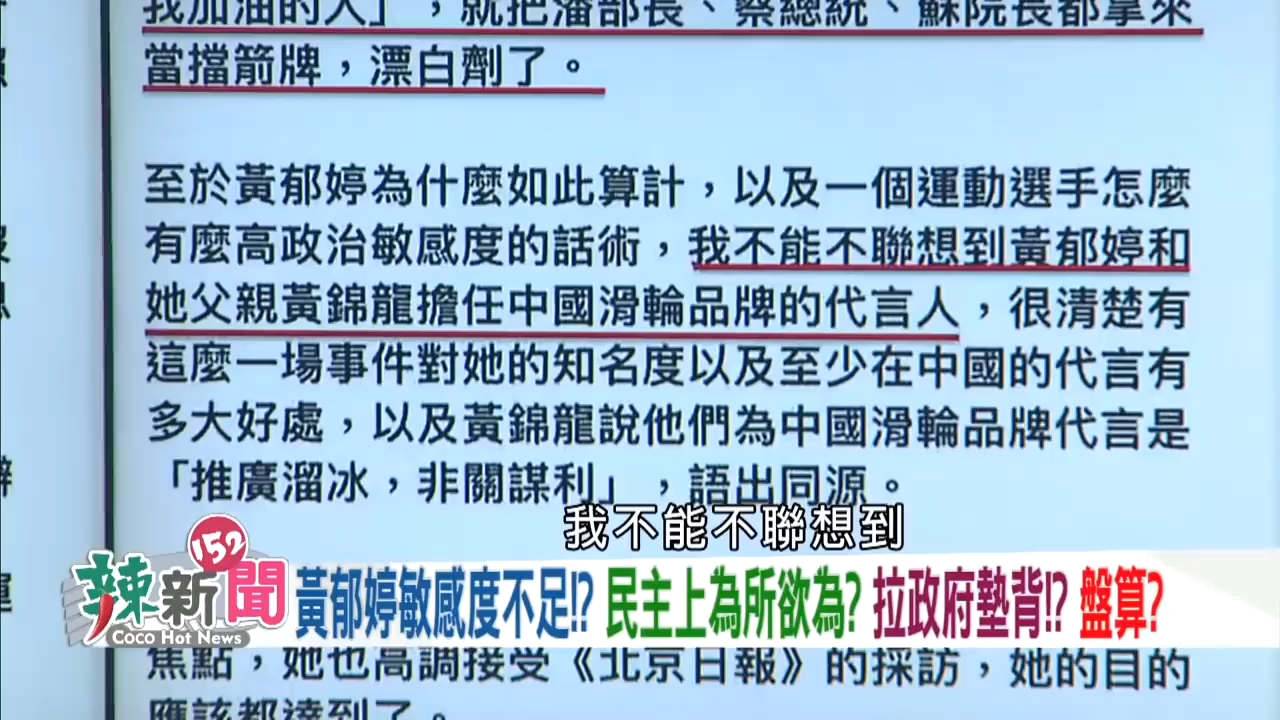 我加油的人」，就把潘部長、蔡總統、蘇院長都拿來
當擋箭牌，漂白劑了。
至於黃郁婷為什麼如此算計，以及一個運動選手怎麼
有麼高政治敏感度的話術，我不能不聯想到黃郁婷和
她父親黃錦龍擔任中國滑輪品牌的代言人，很清楚有
這麼一場事件對她的知名度以及至少在中國的代言有
多大好處，以及黃錦龍說他們為中國滑輪品牌代言是
「推廣溜冰，非關謀利」，語出同源。
我不能不聯想到
152
辣新聞
Coco Hot News
黃郁婷敏感度不足!? 民主上為所欲為? 拉政府墊背!? 盤算?
焦點，她也高調接受《北京日報》的採訪，她的目的
應該都達到了。